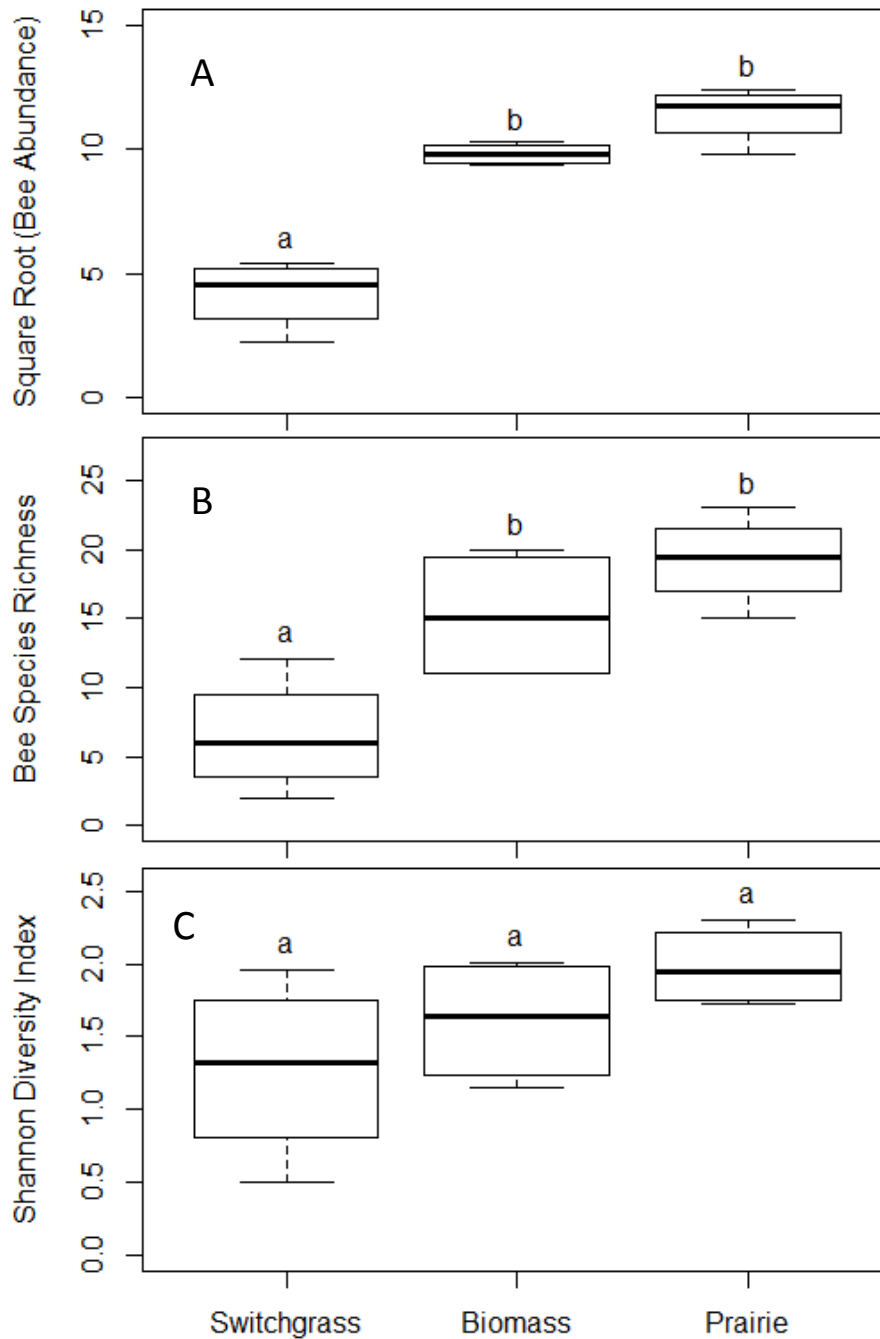 Square Root (Bee Abundance)
15
10
5
0
A
a
b
b
Bee Species Richness
25
20
15
10
5
0
B
a
b
b
Shannon Diversity Index
2.5
2.0
1.5
1.0
0.5
0.0
C
a
a
a
Switchgrass
Biomass
Prairie